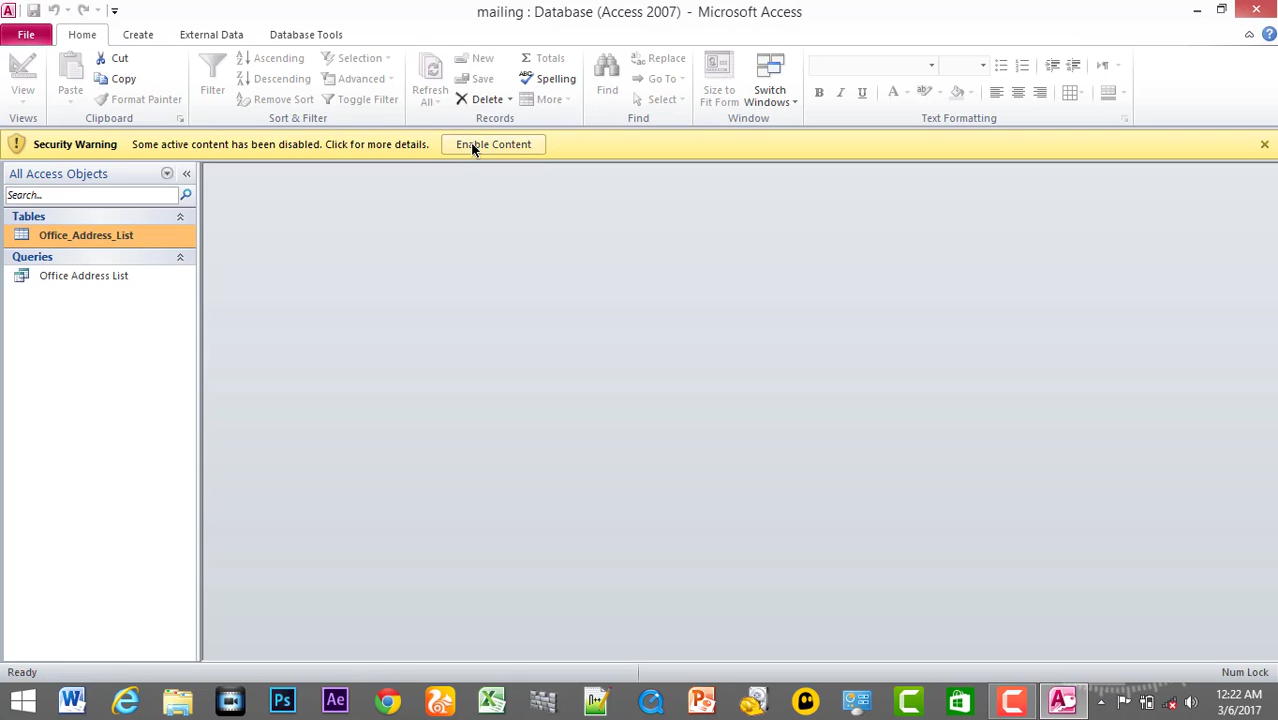 mailing : Database (Access 2007) - Microsoft Access
File Home Create External Data Database Tools
View
Views
Paste
Cut
Copy
Format Painter
Clipboard
Filter
Ascending
Descending
Remove Sort
Selection
Advanced
Toggle Filter
Sort & Filter
Refresh
All
New
Save
Delete
Totals
Spelling
More
Records
Find
Replace
Go To
Select
Find
Size to
Fit Form
Switch
Windows
Window
B I U A ab
Text Formatting
Security Warning Some active content has been disabled. Click for more details. Enable Content
All Access Objects
Search...
Tables
Office_Address_List
Queries
Office Address List
Ready Num Lock
12:22 AM
3/6/2017